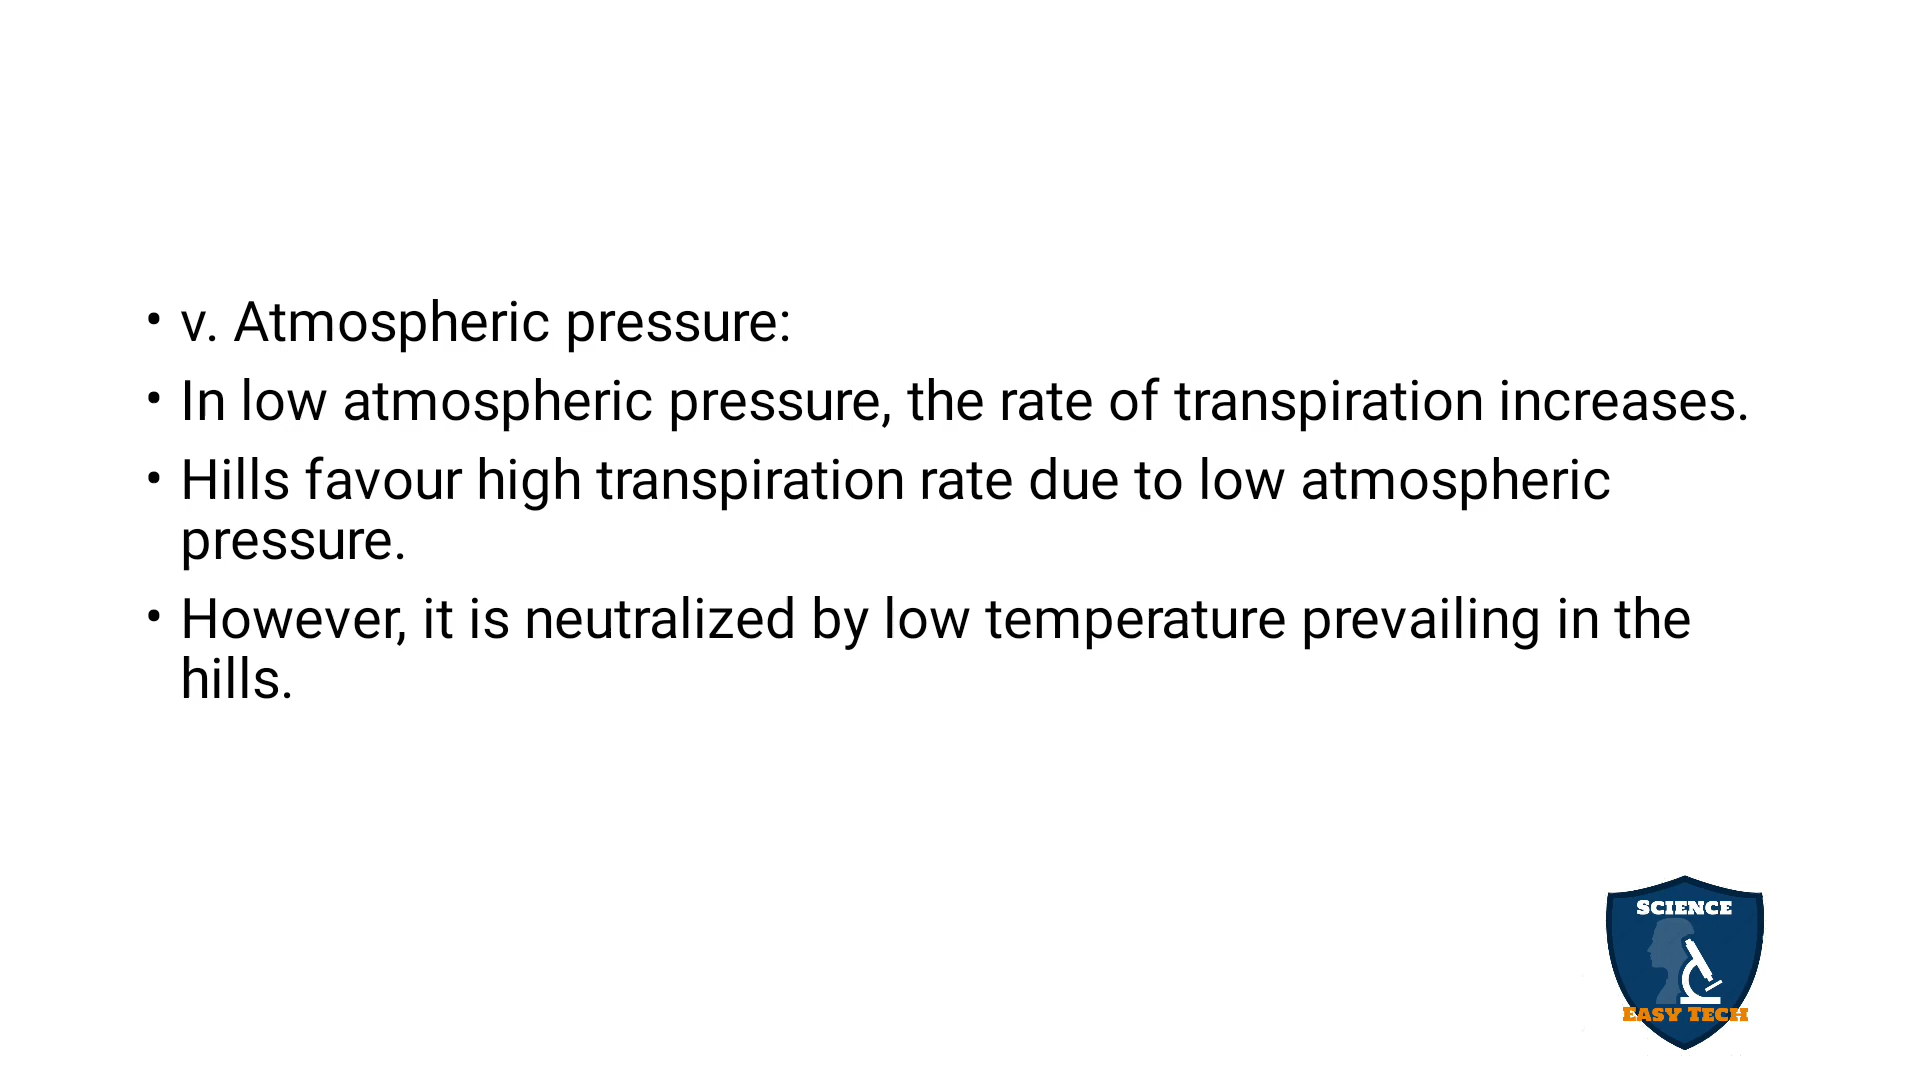 • v. Atmospheric pressure:
• In low atmospheric pressure, the rate of transpiration increases.
• Hills favour high transpiration rate due to low atmospheric
pressure.
• However, it is neutralized by low temperature prevailing in the
hills.
SCIENCE
EASY TECH